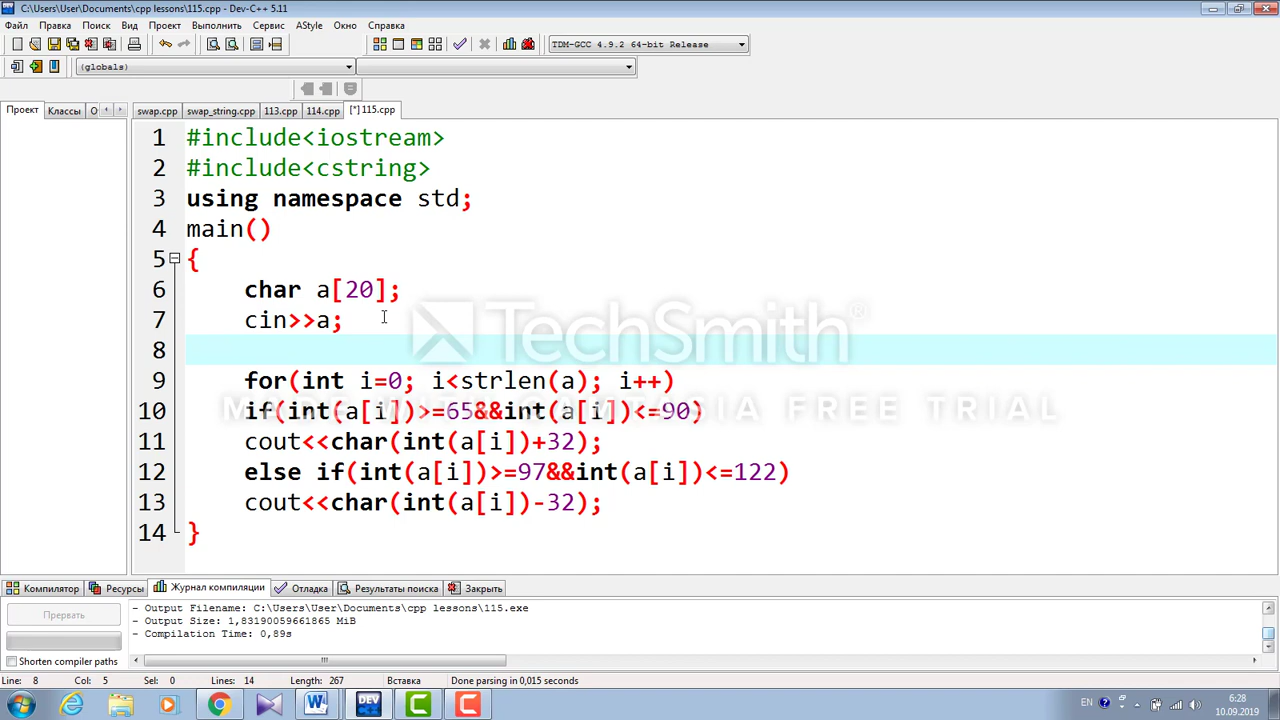 C:\Users\User\Documents\cpp lessons\115.cpp - Dev-C++ 5.11
Файл Правка Поиск Вид Проект Выполнить Сервис AStyle Окно Справка
TDM-GCC 4.9.2 64-bit Release
(globals)
Проект Классы О swap.cpp swap_string.cpp 113.cpp 114.cpp [*] 115.cpp
1 #include<iostream>
2 #include<cstring>
3 using namespace std;
4 main()
5 {
6 char a[20];
7 cin>>a;
8
TechSmith
9 for(int i=0; i<strlen(a); i++)
MADE WITH CAMTASIA FREE TRIAL
10 if(int(a[i])>=65&&int(a[i])<=90)
11 cout<<char(int(a[i])+32);
12 else if(int(a[i])>=97&&int(a[i])<=122)
13 cout<<char(int(a[i])-32);
14 }
Компилятор Ресурсы Журнал компиляции Отладка Результаты поиска Закрыть
Прервать
- Output Filename: C:\Users\User\Documents\cpp lessons\115.exe
- Output Size: 1,83190059661865 MiB
- Compilation Time: 0,89s
Shorten compiler paths
Line: 8 Col: 5 Sel: 0 Lines: 14 Length: 267 Вставка Done parsing in 0,015 seconds
DEV
EN 6:28
10.09.2019